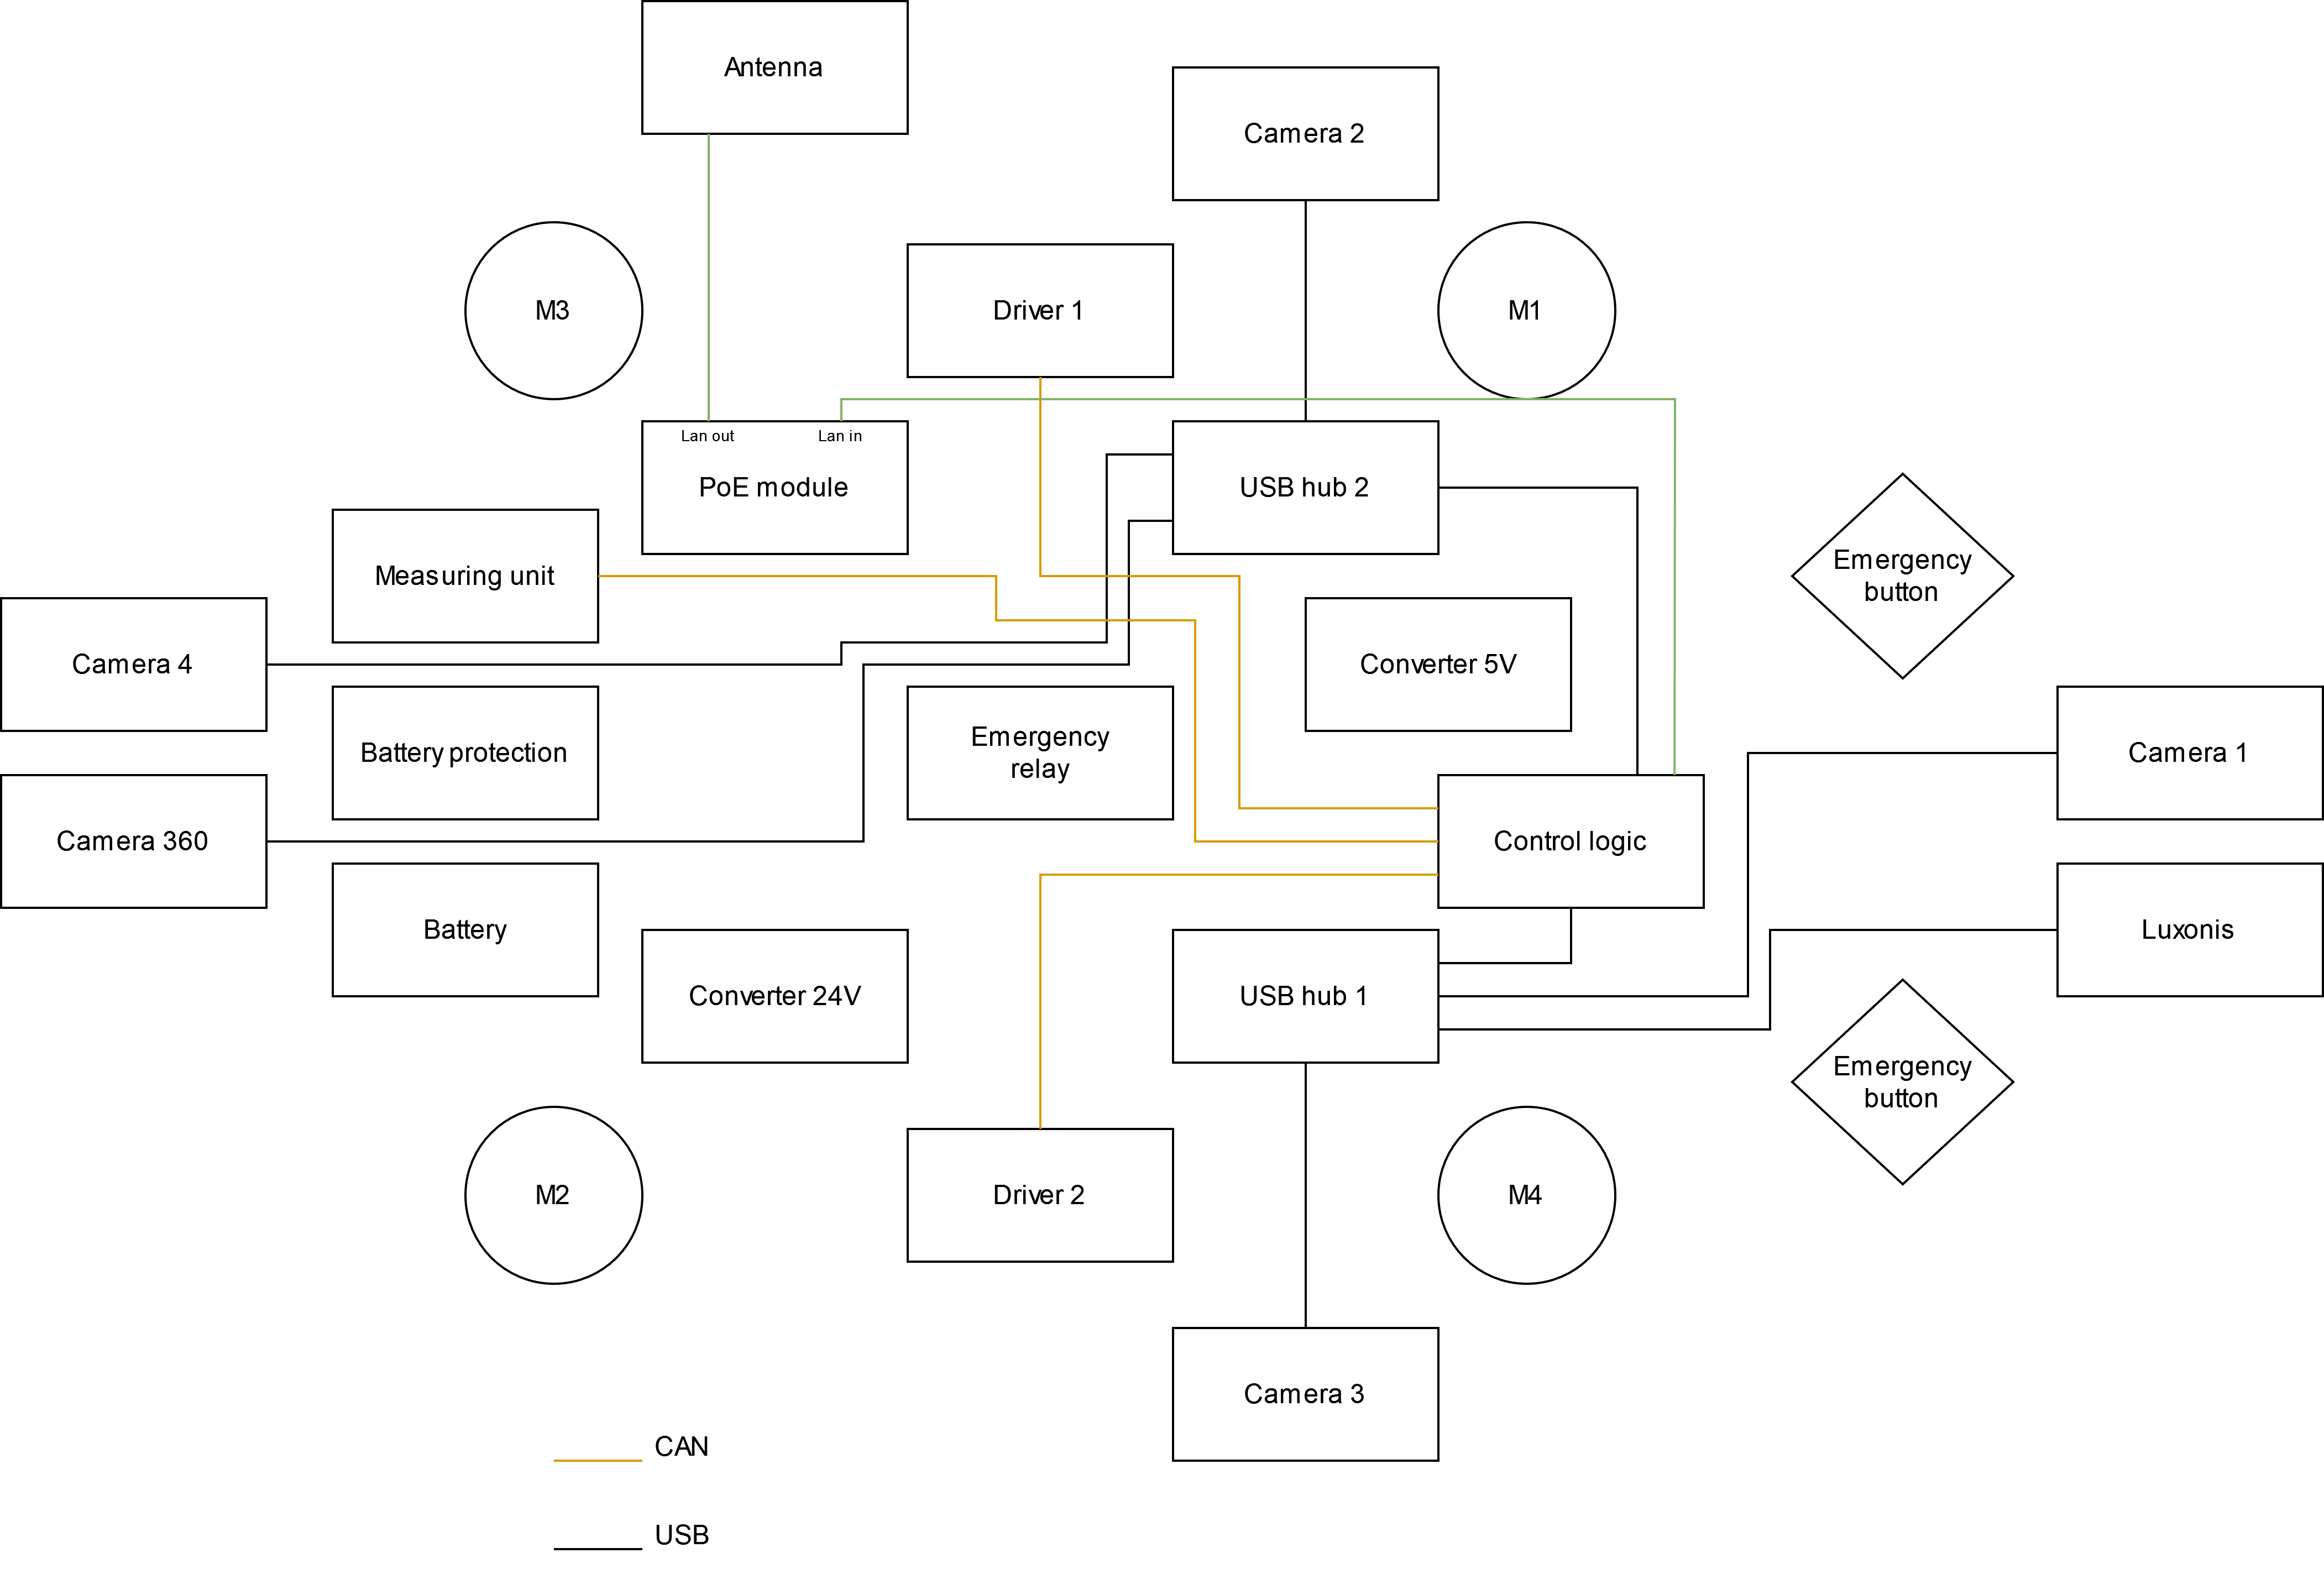 Antenna
Camera 2
M3
Driver 1
M1
Lan out
Lan in
PoE module
USB hub 2
Measuring unit
Emergency
button
Camera 4
Converter 5V
Battery protection
Emergency
relay
Camera 1
Camera 360
Control logic
Battery
Luxonis
Converter 24V
USB hub 1
Emergency
button
M2
Driver 2
M4
Camera 3
CAN
USB